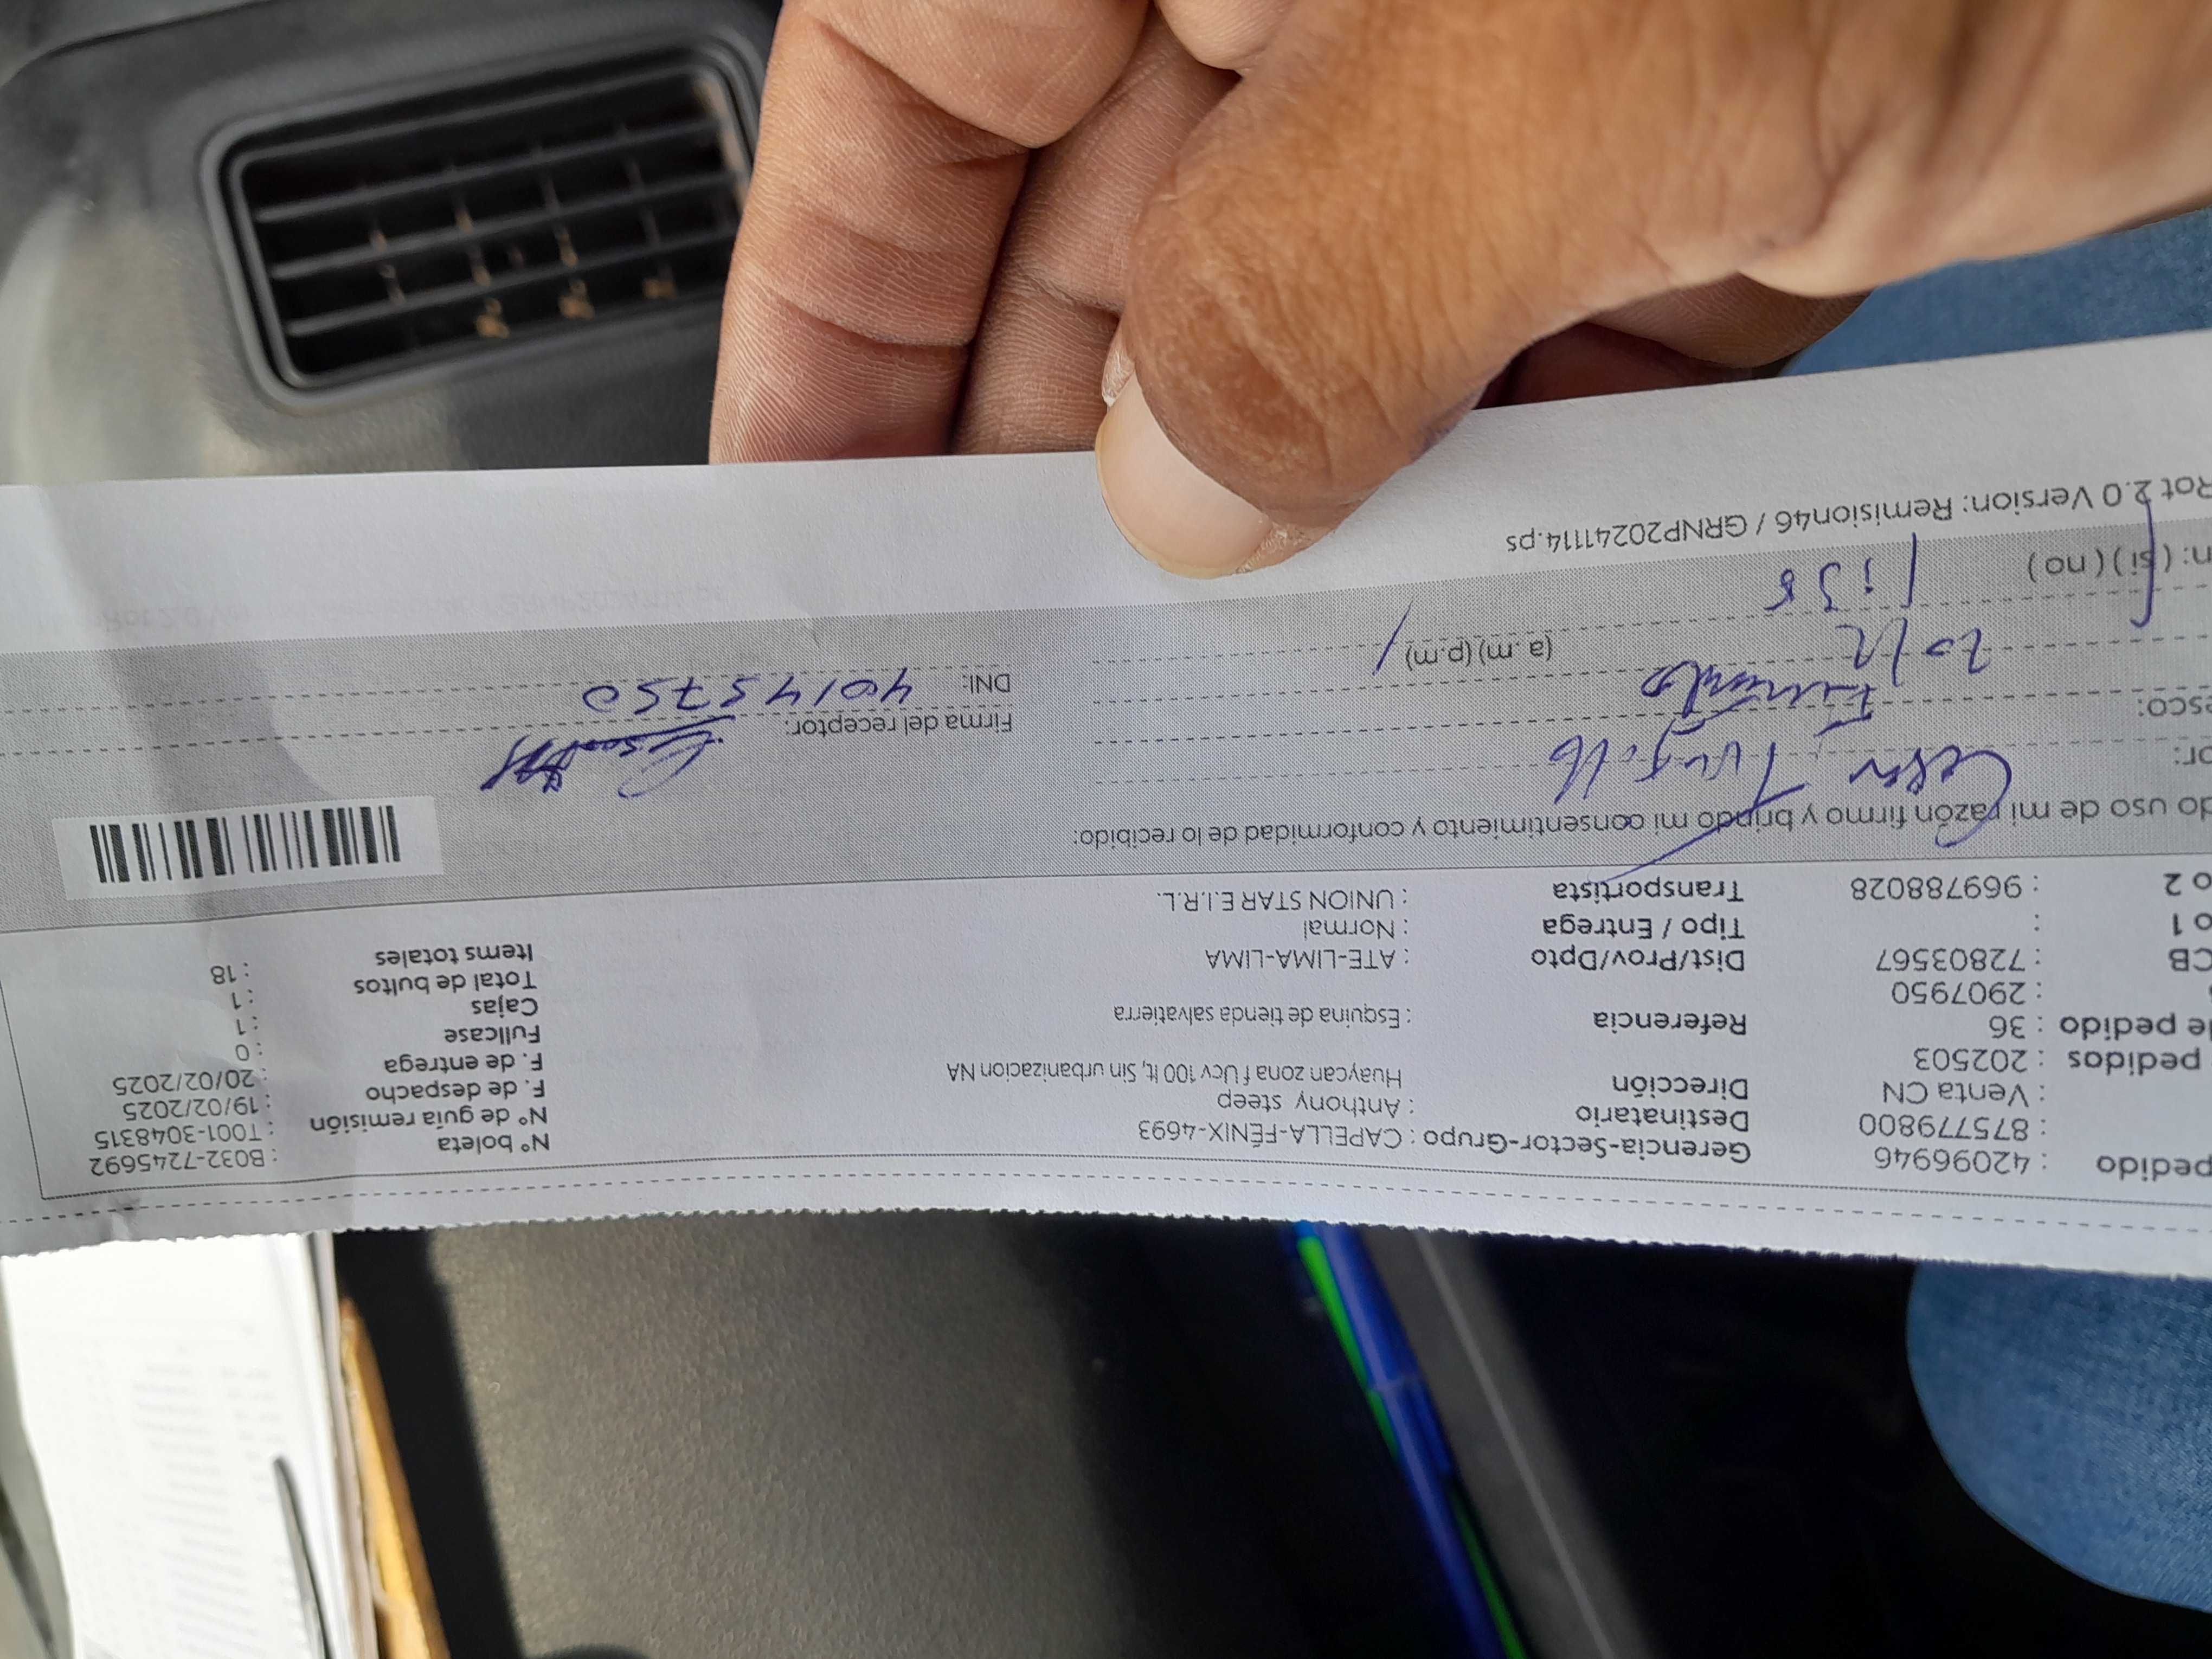 pedido : 42096946
: 875779800
: Venta CN
pedidos : 202503
e pedido : 36
: 2907950
CB : 72803567
o 1 :
o 2 : 969788028
Gerencia-Sector-Grupo : CAPELLA-FÉNIX-4693
Destinatario : Anthony steep
Dirección Huaycan zona f Ucv 100 lt, Sin urbanizacion NA
Referencia : Esquina de tienda salvatierra
Dist/Prov/Dpto : ATE-LIMA-LIMA
Tipo / Entrega : Normal
Transportista : UNION STAR E.I.R.L.
N° boleta : B032-7245692
N° de guía remisión : T001-3048315
F. de despacho : 19/02/2025
F. de entrega : 20/02/2025
Fullcase : 0
Cajas : 1
Total de bultos : 1
Items totales : 18
do uso de mi razón firmo y brindo mi consentimiento y conformidad de lo recibido:
or: Cesar
esco:
Firma del receptor:
DNI: 40145750
(a. m) (p.m)
n: ( si ) ( no )
Rot 2.0 Version: Remision46 / GRNP20241114.ps